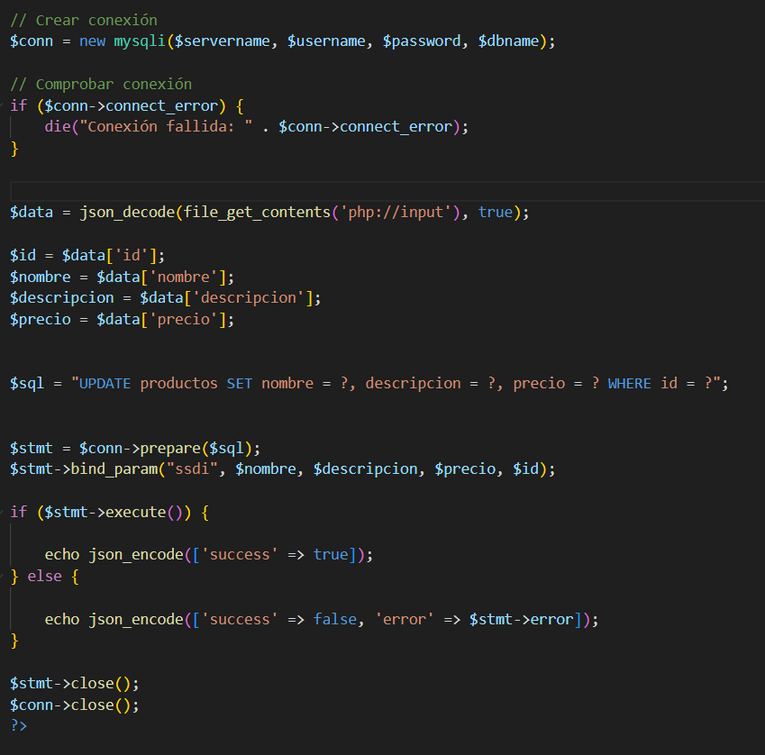 // Crear conexión
$conn = new mysqli($servername, $username, $password, $dbname);
// Comprobar conexión
if ($conn->connect_error) {
    die("Conexión fallida: " . $conn->connect_error);
}
$data = json_decode(file_get_contents('php://input'), true);
$id = $data['id'];
$nombre = $data['nombre'];
$descripcion = $data['descripcion'];
$precio = $data['precio'];
$sql = "UPDATE productos SET nombre = ?, descripcion = ?, precio = ? WHERE id = ?";
$stmt = $conn->prepare($sql);
$stmt->bind_param("ssdi", $nombre, $descripcion, $precio, $id);
if ($stmt->execute()) {
    echo json_encode(['success' => true]);
} else {
    echo json_encode(['success' => false, 'error' => $stmt->error]);
}
$stmt->close();
$conn->close();
?>